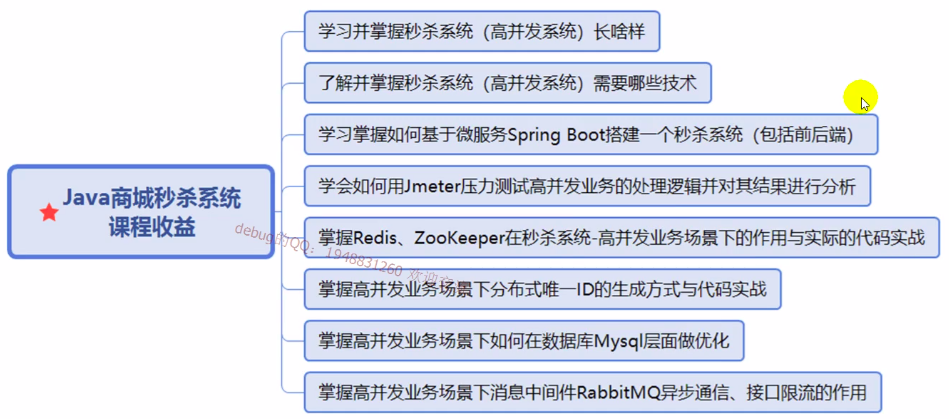 学习并掌握秒杀系统（高并发系统）长啥样
了解并掌握秒杀系统（高并发系统）需要哪些技术
学习掌握如何基于微服务Spring Boot搭建一个秒杀系统（包括前后端）
Java商城秒杀系统
课程收益
学会如何用Jmeter压力测试高并发业务的处理逻辑并对其结果进行分析
掌握Redis、ZooKeeper在秒杀系统-高并发业务场景下的作用与实际的代码实战
debug的QQ：1948831260 欢迎
掌握高并发业务场景下分布式唯一ID的生成方式与代码实战
掌握高并发业务场景下如何在数据库Mysql层面做优化
掌握高并发业务场景下消息中间件RabbitMQ异步通信、接口限流的作用